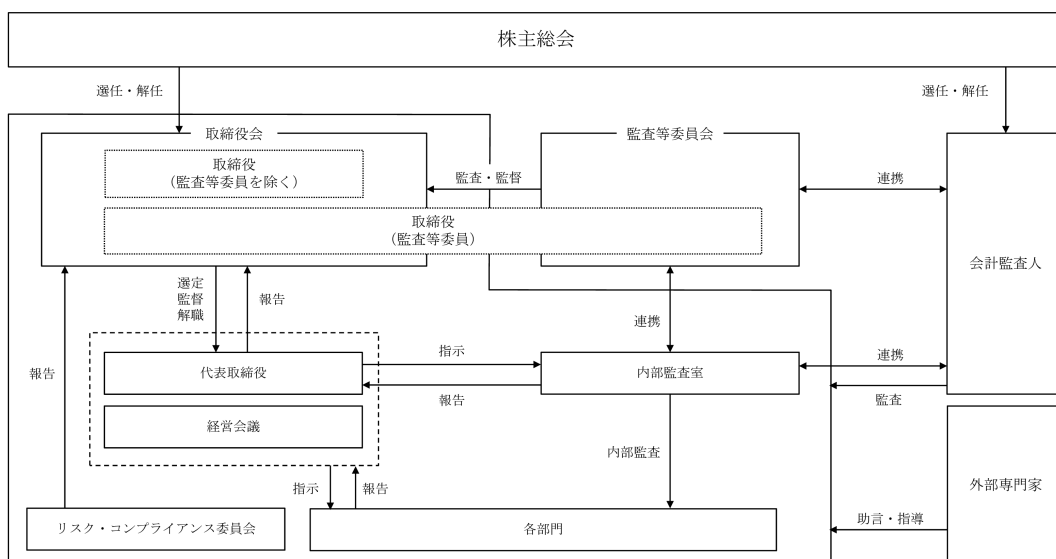 株主総会
選任・解任
選任・解任
取締役会
監査等委員会
取締役
（監査等委員を除く）
監査・監督
連携
取締役
（監査等委員）
会計監査人
選定
監督
解職
報告
連携
報告
代表取締役
指示
報告
内部監査室
連携
監査
経営会議
内部監査
指示
報告
外部専門家
リスク・コンプライアンス委員会
各部門
助言・指導